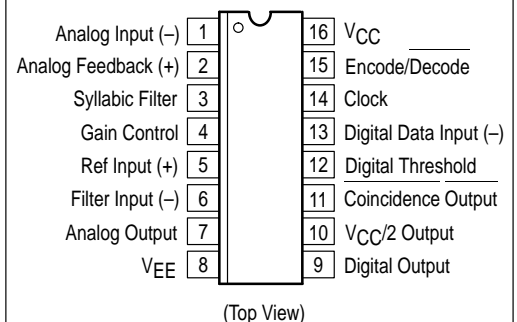 Analog Input (–) 1
Analog Feedback (+) 2
Syllabic Filter 3
Gain Control 4
Ref Input (+) 5
Filter Input (–) 6
Analog Output 7
VEE 8
16 VCC
15 Encode/Decode
14 Clock
13 Digital Data Input (–)
12 Digital Threshold
11 Coincidence Output
10 VCC/2 Output
9 Digital Output
(Top View)